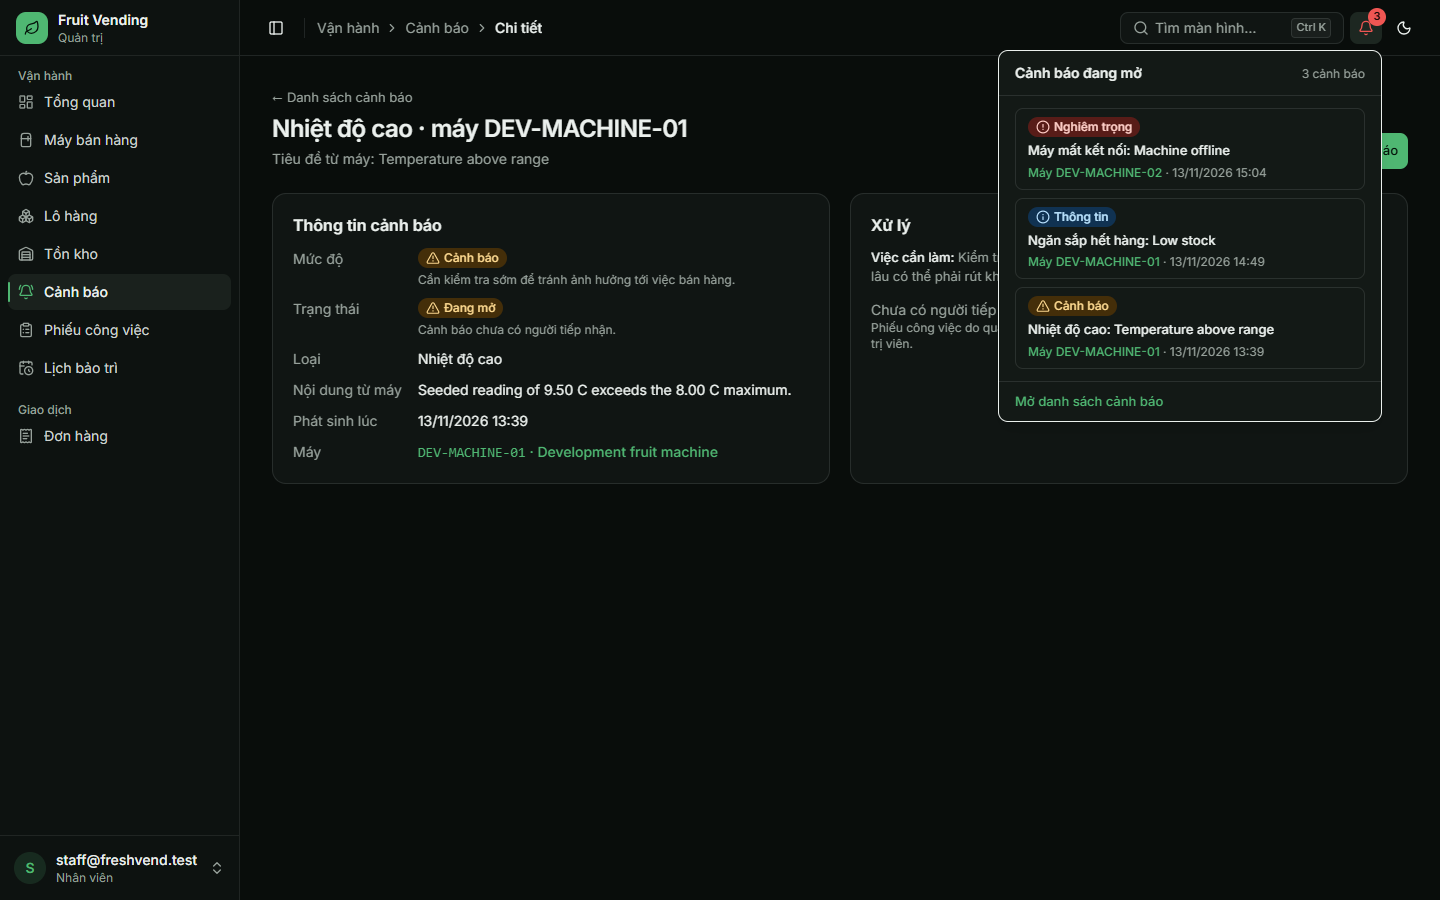 Fruit Vending
Quản trị
Vận hành
Tổng quan
Máy bán hàng
Sản phẩm
Lô hàng
Tồn kho
Cảnh báo
Phiếu công việc
Lịch bảo trì
Giao dịch
Đơn hàng
staff@freshvend.test
Nhân viên
S
Vận hành > Cảnh báo > Chi tiết
Tìm màn hình... Ctrl K
3
← Danh sách cảnh báo
Nhiệt độ cao · máy DEV-MACHINE-01
Tiêu đề từ máy: Temperature above range
Thông tin cảnh báo
Mức độ Cảnh báo
Cần kiểm tra sớm để tránh ảnh hưởng tới việc bán hàng.
Trạng thái Đang mở
Cảnh báo chưa có người tiếp nhận.
Loại Nhiệt độ cao
Nội dung từ máy Seeded reading of 9.50 C exceeds the 8.00 C maximum.
Phát sinh lúc 13/11/2026 13:39
Máy DEV-MACHINE-01 · Development fruit machine
Xử lý
Việc cần làm: Kiểm
lâu có thể phải rút
Chưa có người tiếp
Phiếu công việc do
trị viên.
Cảnh báo đang mở 3 cảnh báo
Nghiêm trọng
Máy mất kết nối: Machine offline
Máy DEV-MACHINE-02 · 13/11/2026 15:04
Thông tin
Ngăn sắp hết hàng: Low stock
Máy DEV-MACHINE-01 · 13/11/2026 14:49
Cảnh báo
Nhiệt độ cao: Temperature above range
Máy DEV-MACHINE-01 · 13/11/2026 13:39
Mở danh sách cảnh báo